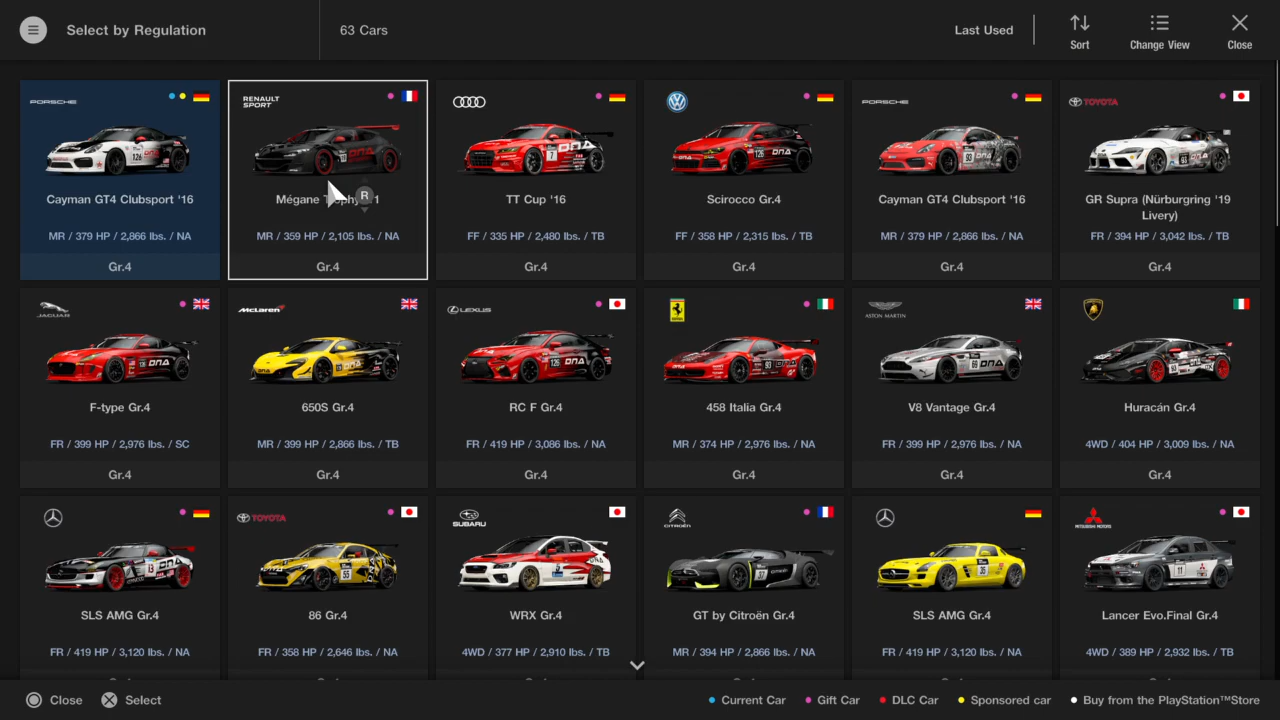 Select by Regulation
63 Cars
Last Used
Sort
Change View
Close
PORSCHE
RENAULT SPORT
PORSCHE
TOYOTA
R
Cayman GT4 Clubsport '16
Mégane
TT Cup '16
Scirocco Gr.4
Cayman GT4 Clubsport '16
GR Supra (Nürburgring '19
Livery)
MR / 379 HP / 2,866 lbs. / NA
MR / 359 HP / 2,105 lbs. / NA
FF / 335 HP / 2,480 lbs. / TB
FF / 358 HP / 2,315 lbs. / TB
MR / 379 HP / 2,866 lbs. / NA
FR / 394 HP / 3,042 lbs. / TB
Gr.4
Gr.4
Gr.4
Gr.4
Gr.4
Gr.4
JAGUAR
McLaren
LEXUS
ASTON MARTIN
F-type Gr.4
650S Gr.4
RC F Gr.4
458 Italia Gr.4
V8 Vantage Gr.4
Huracán Gr.4
FR / 399 HP / 2,976 lbs. / SC
MR / 399 HP / 2,866 lbs. / TB
FR / 419 HP / 3,086 lbs. / NA
MR / 374 HP / 2,976 lbs. / NA
FR / 399 HP / 2,976 lbs. / NA
4WD / 404 HP / 3,009 lbs. / NA
Gr.4
Gr.4
Gr.4
Gr.4
Gr.4
Gr.4
TOYOTA
SUBARU
CITROËN
MITSUBISHI MOTORS
SLS AMG Gr.4
86 Gr.4
WRX Gr.4
GT by Citroën Gr.4
SLS AMG Gr.4
Lancer Evo.Final Gr.4
FR / 419 HP / 3,120 lbs. / NA
FR / 358 HP / 2,646 lbs. / NA
4WD / 377 HP / 2,910 lbs. / TB
MR / 394 HP / 2,866 lbs. / NA
FR / 419 HP / 3,120 lbs. / NA
4WD / 389 HP / 2,932 lbs. / TB
Close
Select
Current Car
Gift Car
DLC Car
Sponsored car
Buy from the PlayStation™Store